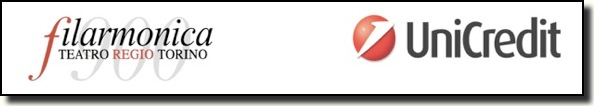 filarmonica
900
TEATRO REGIO TORINO
UniCredit